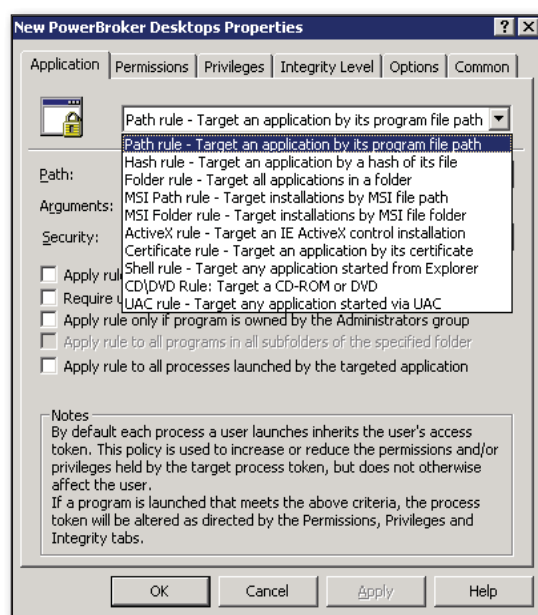 New PowerBroker Desktops Properties
Application Permissions Privileges Integrity Level Options Common
Path rule - Target an application by its program file path
Path rule - Target an application by its program file path
Hash rule - Target an application by a hash of its file
Folder rule - Target all applications in a folder
MSI Path rule - Target installations by MSI file path
MSI Folder rule - Target installations by MSI file folder
ActiveX rule - Target an IE ActiveX control installation
Certificate rule - Target an application by its certificate
Shell rule - Target any application started from Explorer
CD\DVD Rule: Target a CD-ROM or DVD
UAC rule - Target any application started via UAC
Path:
Arguments:
Security:
Apply
Require
Apply rule only if program is owned by the Administrators group
Apply rule to all programs in all subfolders of the specified folder
Apply rule to all processes launched by the targeted application
Notes
By default each process a user launches inherits the user's access
token. This policy is used to increase or reduce the permissions and/or
privileges held by the target process token, but does not otherwise
affect the user.
If a program is launched that meets the above criteria, the process
token will be altered as directed by the Permissions, Privileges and
Integrity tabs.
OK Cancel Apply Help